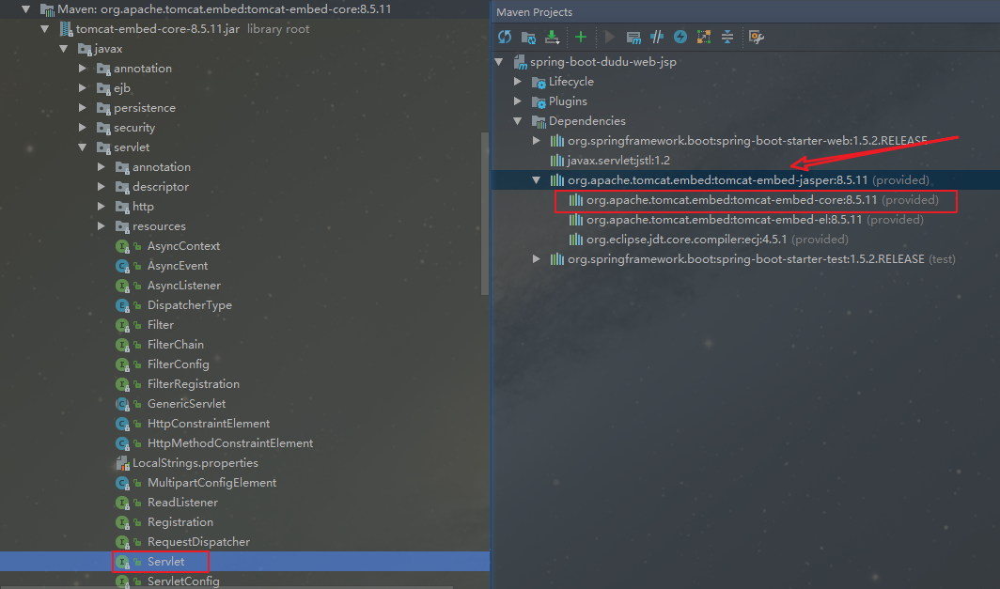 Maven: org.apache.tomcat.embed:tomcat-embed-core:8.5.11
tomcat-embed-core-8.5.11.jar library root
javax
annotation
ejb
persistence
security
servlet
annotation
descriptor
http
resources
AsyncContext
AsyncEvent
AsyncListener
DispatcherType
Filter
FilterChain
FilterConfig
FilterRegistration
GenericServlet
HttpConstraintElement
HttpMethodConstraintElement
LocalStrings.properties
MultipartConfigElement
ReadListener
Registration
RequestDispatcher
Servlet
ServletConfig
Maven Projects
spring-boot-dudu-web-jsp
Lifecycle
Plugins
Dependencies
org.springframework.boot:spring-boot-starter-web:1.5.2.RELEASE
javax.servlet:jstl:1.2
org.apache.tomcat.embed:tomcat-embed-jasper:8.5.11 (provided)
org.apache.tomcat.embed:tomcat-embed-core:8.5.11 (provided)
org.apache.tomcat.embed:tomcat-embed-el:8.5.11 (provided)
org.eclipse.jdt.core.compiler:ecj:4.5.1 (provided)
org.springframework.boot:spring-boot-starter-test:1.5.2.RELEASE (test)